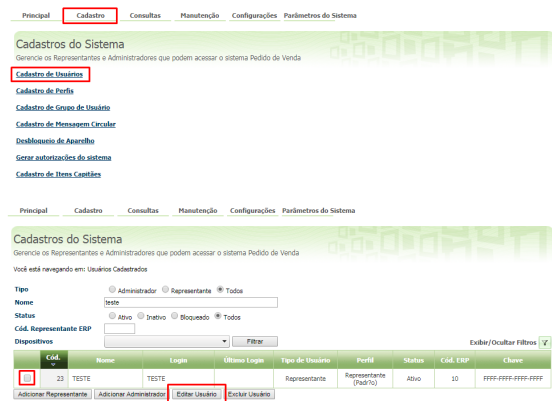 Principal Cadastro Consultas Manutenção Configurações Parâmetros do Sistema
Cadastros do Sistema
Gerencie os Representantes e Administradores que podem acessar o sistema Pedido de Venda
Cadastro de Usuários
Cadastro de Perfis
Cadastro de Grupo de Usuário
Cadastro de Mensagem Circular
Desbloqueio de Aparelho
Gerar autorizações do sistema
Cadastro de Itens Capitães
Principal Cadastro Consultas Manutenção Configurações Parâmetros do Sistema
Cadastros do Sistema
Gerencie os Representantes e Administradores que podem acessar o sistema Pedido de Venda
Você está navegando em: Usuários Cadastrados
Tipo Administrador Representante Todos
Nome teste
Status Ativo Inativo Bloqueado Todos
Cód. Representante ERP
Dispositivos Filtrar Exibir/Ocultar Filtros
Cód. Nome Login Último Login Tipo de Usuário Perfil Status Cód. ERP Chave
23 TESTE TESTE Representante Representante (Padr?o) Ativo 10 FFFF-FFFF-FFFF-FFFF
Adicionar Representante Adicionar Administrador Editar Usuário Excluir Usuário